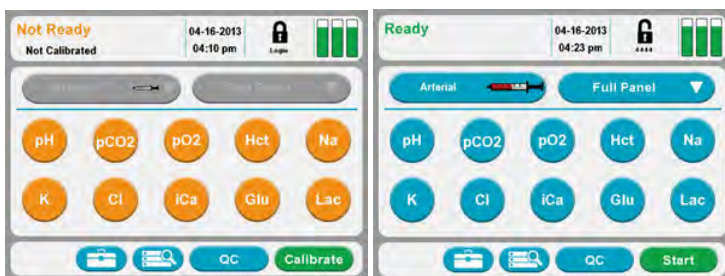 Not Ready
Not Calibrated
04-16-2013
04:10 pm
Login
pH pCO2 pO2 Hct Na
K Cl iCa Glu Lac
QC Calibrate
Ready
04-16-2013
04:23 pm
4444
Arterial Full Panel
pH pCO2 pO2 Hct Na
K Cl iCa Glu Lac
QC Start